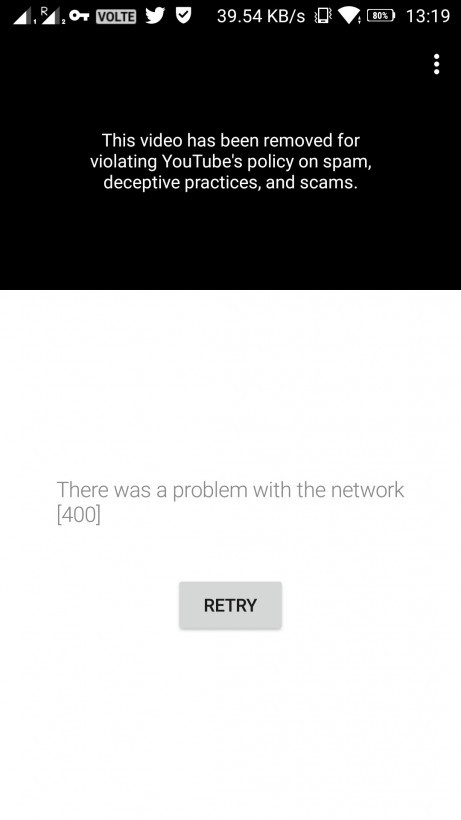 R 1 2 VOLTE 39.54 KB/s 80% 13:19
This video has been removed for
violating YouTube's policy on spam,
deceptive practices, and scams.
There was a problem with the network
[400]
RETRY